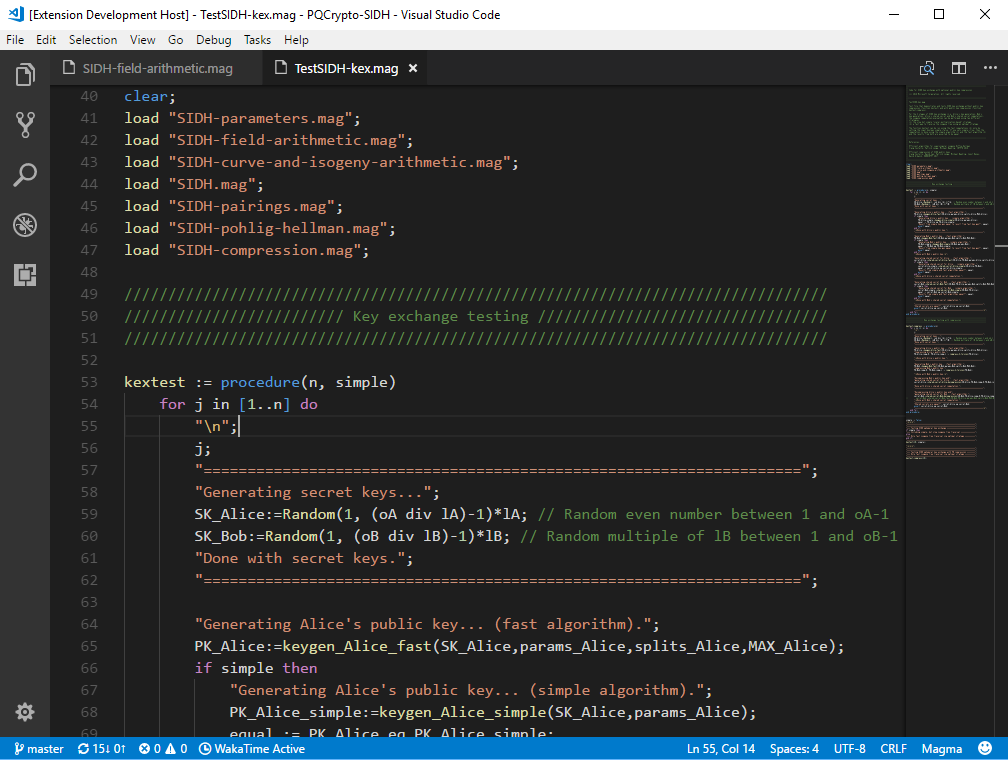 [Extension Development Host] - TestSIDH-kex.mag - PQCrypto-SIDH - Visual Studio Code
File Edit Selection View Go Debug Tasks Help
SIDH-field-arithmetic.mag TestSIDH-kex.mag
40 clear;
41 load "SIDH-parameters.mag";
42 load "SIDH-field-arithmetic.mag";
43 load "SIDH-curve-and-isogeny-arithmetic.mag";
44 load "SIDH.mag";
45 load "SIDH-pairings.mag";
46 load "SIDH-pohlig-hellman.mag";
47 load "SIDH-compression.mag";
48
49 ////////////////////////////////////////////////////////////////////////////////
50 ///////////////////////// Key exchange testing /////////////////////////////////
51 ////////////////////////////////////////////////////////////////////////////////
52
53 kextest := procedure(n, simple)
54 for j in [1..n] do
55 "\n";
56 j;
57 "====================================================================";
58 "Generating secret keys...";
59 SK_Alice:=Random(1, (oA div lA)-1)*lA; // Random even number between 1 and oA-1
60 SK_Bob:=Random(1, (oB div lB)-1)*lB; // Random multiple of lB between 1 and oB-1
61 "Done with secret keys.";
62 "====================================================================";
63
64 "Generating Alice's public key... (fast algorithm).";
65 PK_Alice:=keygen_Alice_fast(SK_Alice,params_Alice,splits_Alice,MAX_Alice);
66 if simple then
67 "Generating Alice's public key... (simple algorithm).";
68 PK_Alice_simple:=keygen_Alice_simple(SK_Alice,params_Alice);
69 equal := PK_Alice eq PK_Alice_simple;
master 15↓ 0↑ 0 0 WakaTime Active Ln 55, Col 14 Spaces: 4 UTF-8 CRLF Magma